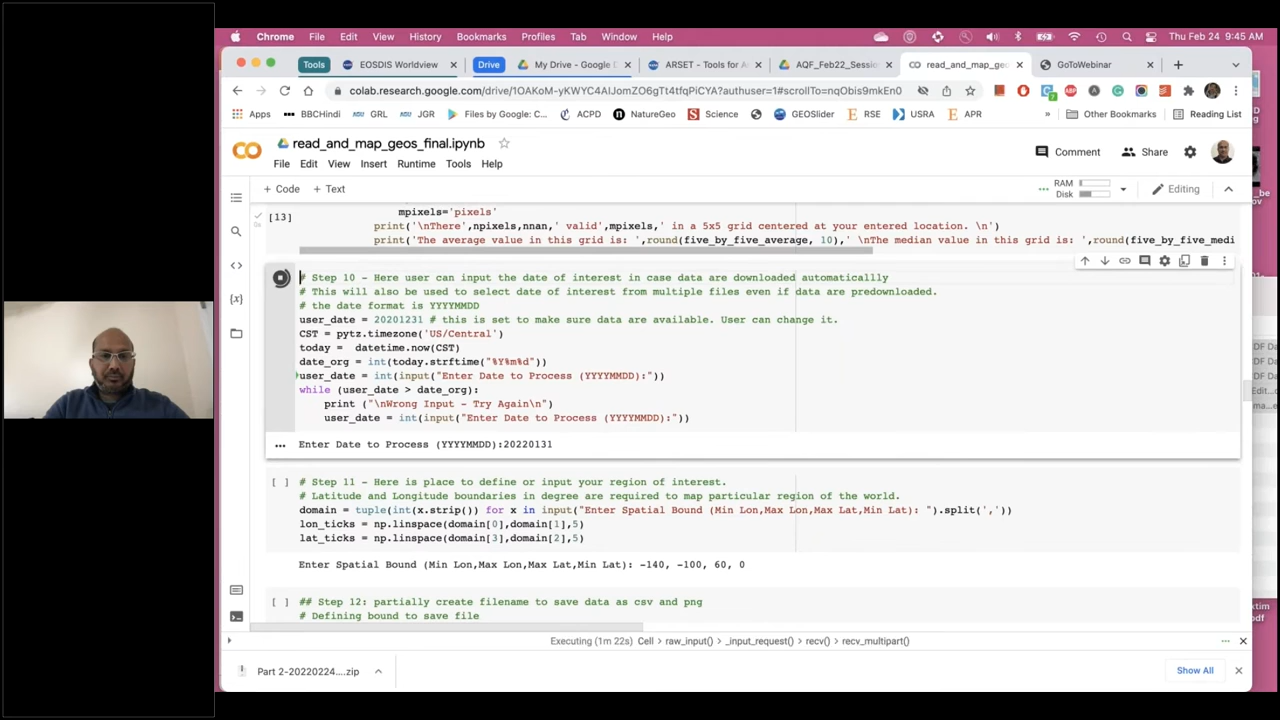 Chrome File Edit View History Bookmarks Profiles Tab Window Help Thu Feb 24 9:45 AM
Tools EOSDIS Worldview Drive My Drive - Google D ARSET - Tools for A AQF_Feb22_Sessio read_and_map_geo GoToWebinar
colab.research.google.com/drive/1OAKoM-yKWYC4AIJomZO6gTt4tfqPiCYA?authuser=1#scrollTo=nqObis9mkEn0
Apps BBCHindi GRL JGR Files by Google: C... ACPD NatureGeo Science GEOSlider RSE USRA APR » Other Bookmarks Reading List
read_and_map_geos_final.ipynb
Comment Share
File Edit View Insert Runtime Tools Help
+ Code + Text RAM Disk Editing
[13]
mpixels='pixels'
print('\nThere',npixels,nnan,' valid',mpixels,' in a 5x5 grid centered at your entered location. \n')
print('The average value in this grid is: ',round(five_by_five_average, 10),' \nThe median value in this grid is: ',round(five_by_five_medi
# Step 10 - Here user can input the date of interest in case data are downloaded automaticallly
# This will also be used to select date of interest from multiple files even if data are predownloaded.
# the date format is YYYYMMDD
user_date = 20201231 # this is set to make sure data are available. User can change it.
CST = pytz.timezone('US/Central')
today = datetime.now(CST)
date_org = int(today.strftime("%Y%m%d"))
user_date = int(input("Enter Date to Process (YYYYMMDD):"))
while (user_date > date_org):
print ("\nWrong Input - Try Again\n")
user_date = int(input("Enter Date to Process (YYYYMMDD):"))
... Enter Date to Process (YYYYMMDD):20220131
[ ] # Step 11 - Here is place to define or input your region of interest.
# Latitude and Longitude boundaries in degree are required to map particular region of the world.
domain = tuple(int(x.strip()) for x in input("Enter Spatial Bound (Min Lon,Max Lon,Max Lat,Min Lat): ").split(','))
lon_ticks = np.linspace(domain[0],domain[1],5)
lat_ticks = np.linspace(domain[3],domain[2],5)
Enter Spatial Bound (Min Lon,Max Lon,Max Lat,Min Lat): -140, -100, 60, 0
[ ] ## Step 12: partially create filename to save data as csv and png
# Defining bound to save file
Executing (1m 22s) Cell › raw_input() › _input_request() › recv() › recv_multipart()
Part 2-20220224....zip Show All